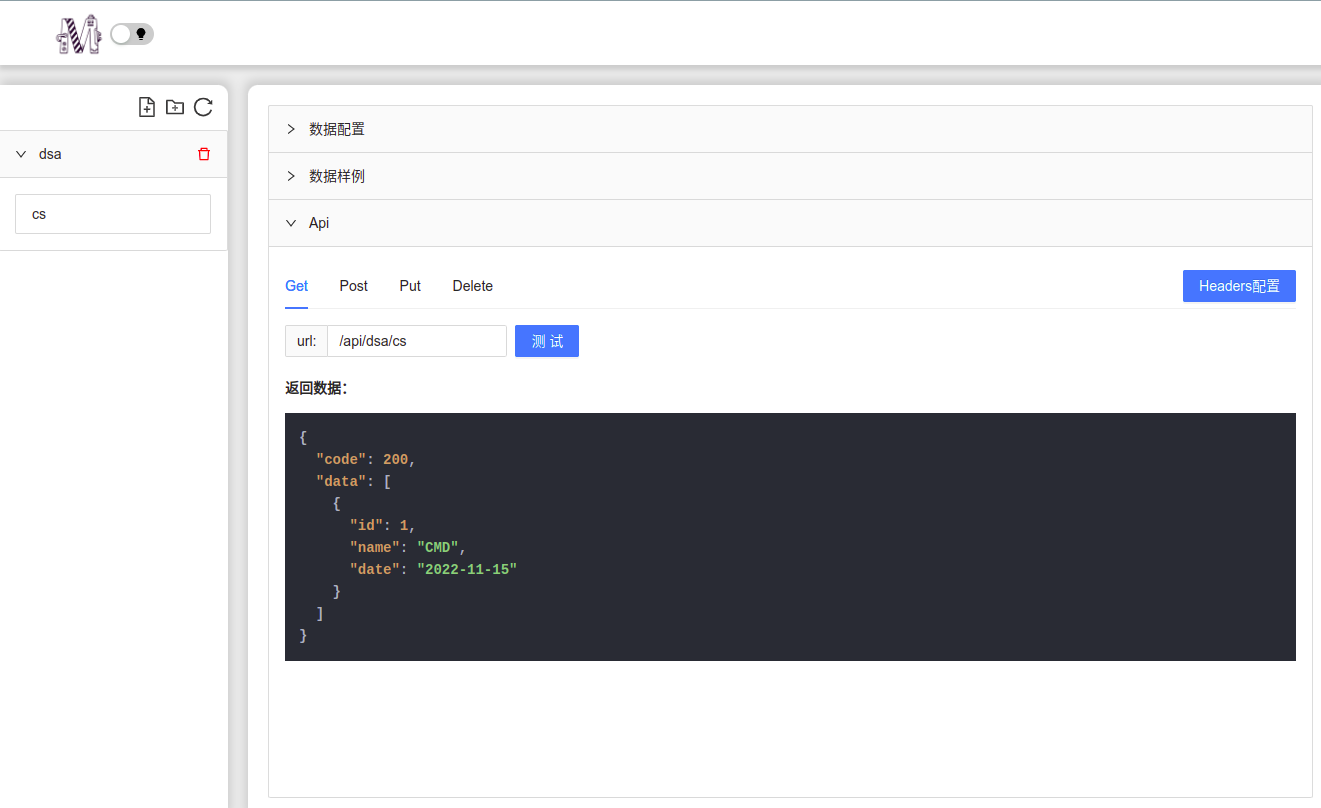 dsa
cs
数据配置
数据样例
Api
Get Post Put Delete Headers配置
url: /api/dsa/cs 测 试
返回数据：
{
  "code": 200,
  "data": [
    {
      "id": 1,
      "name": "CMD",
      "date": "2022-11-15"
    }
  ]
}